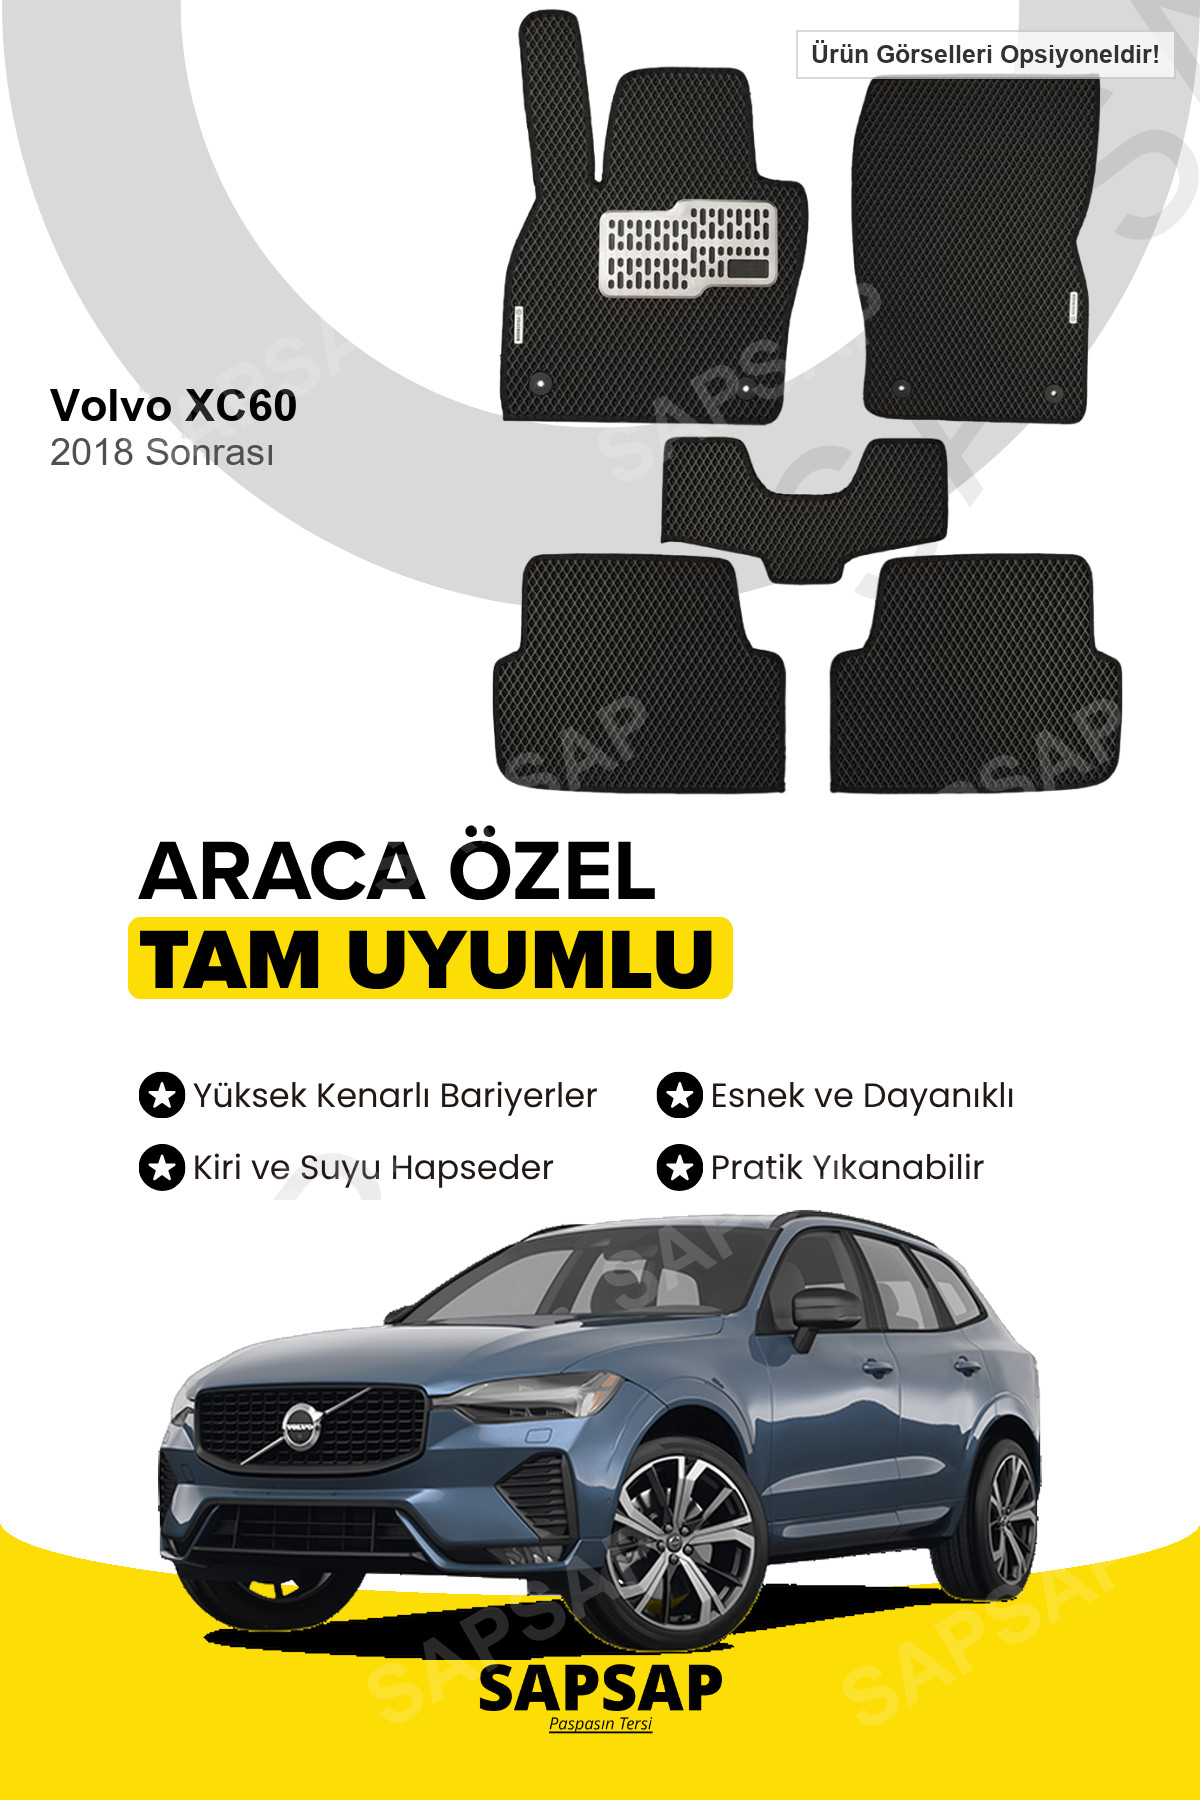 Ürün Görselleri Opsiyoneldir!
Volvo XC60
2018 Sonrası
ARACA ÖZEL
TAM UYUMLU
Yüksek Kenarlı Bariyerler
Esnek ve Dayanıklı
Kiri ve Suyu Hapseder
Pratik Yıkanabilir
VOLVO
SAPSAP
Paspasın Tersi